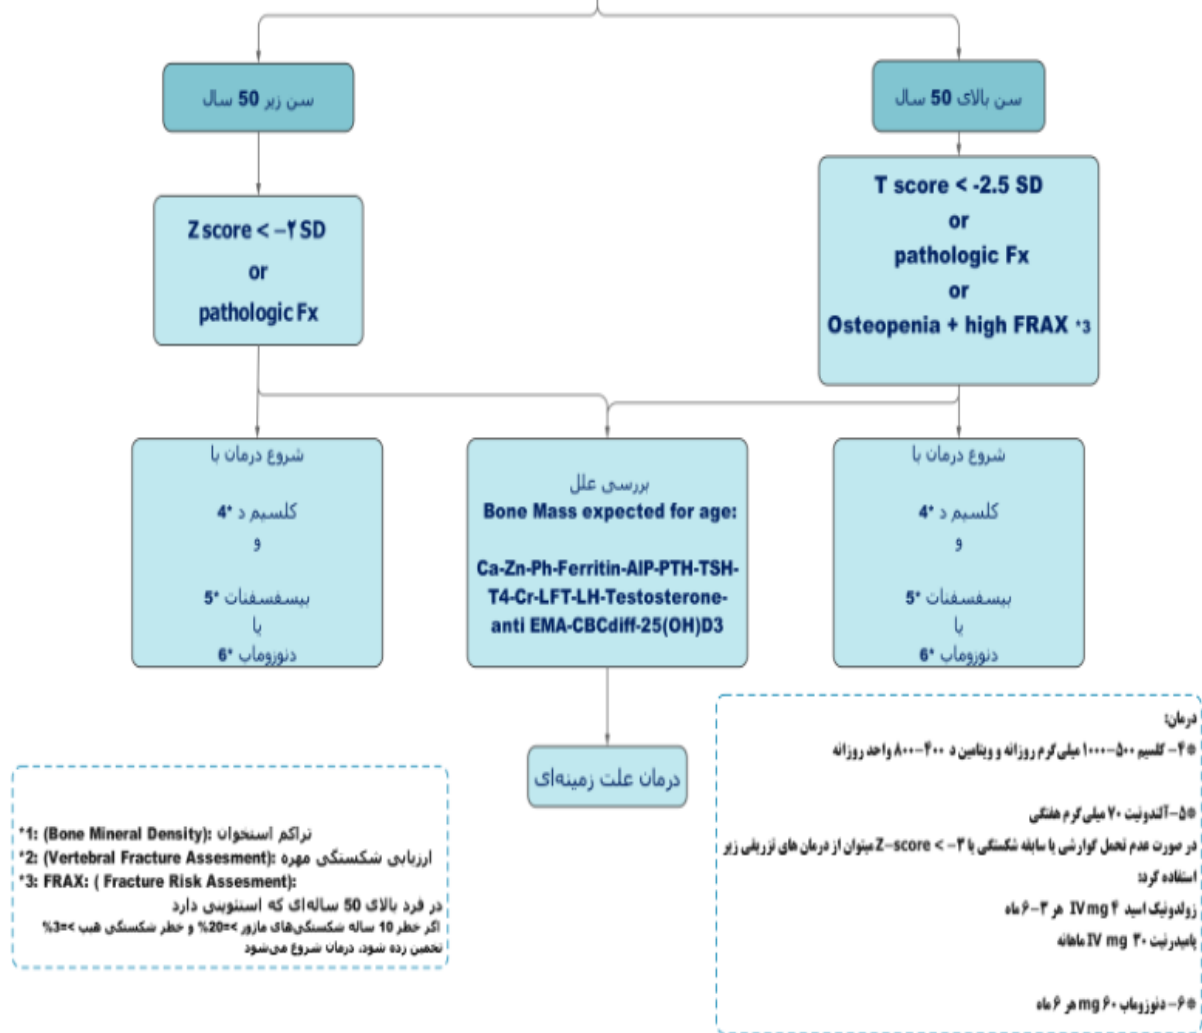 سن زیر 50 سال
سن بالای 50 سال
Z score < –۲ SD
or
pathologic Fx
T score < -2.5 SD
or
pathologic Fx
or
Osteopenia + high FRAX *3
شروع درمان با
کلسیم د *4
و
بیسفسفنات *5
یا
دنوزوماب *6
بررسی علل
Bone Mass expected for age:
Ca-Zn-Ph-Ferritin-AlP-PTH-TSH-
T4-Cr-LFT-LH-Testosterone-
anti EMA-CBCdiff-25(OH)D3
شروع درمان با
کلسیم د *4
و
بیسفسفنات *5
یا
دنوزوماب *6
درمان علت زمینه‌ای
*1: (Bone Mineral Density): تراکم استخوان
*2: (Vertebral Fracture Assesment): ارزیابی شکستگی مهره
*3: FRAX: ( Fracture Risk Assesment):
در فرد بالای 50 ساله‌ای که استئوپنی دارد
اگر خطر 10 ساله شکستگی‌های ماژور >=20% و خطر شکستگی هیپ >=3%
تخمین زده شود، درمان شروع می‌شود
درمان:
*۴- کلسیم ۵۰۰-۱۰۰۰ میلی‌گرم روزانه و ویتامین د ۴۰۰-۸۰۰ واحد روزانه
*۵-آلندونیت ۷۰ میلی‌گرم هفتگی
در صورت عدم تحمل گوارشی یا سابقه شکستگی یا Z-score < -۳ میتوان از درمان های تزریقی زیر
استفاده کرد:
زولدونیک اسید ۴ IV mg هر ۳-۶ ماه
پامیدرنیت ۳۰ IV mg ماهانه
*۶- دنوزوماب ۶۰ mg هر ۶ ماه